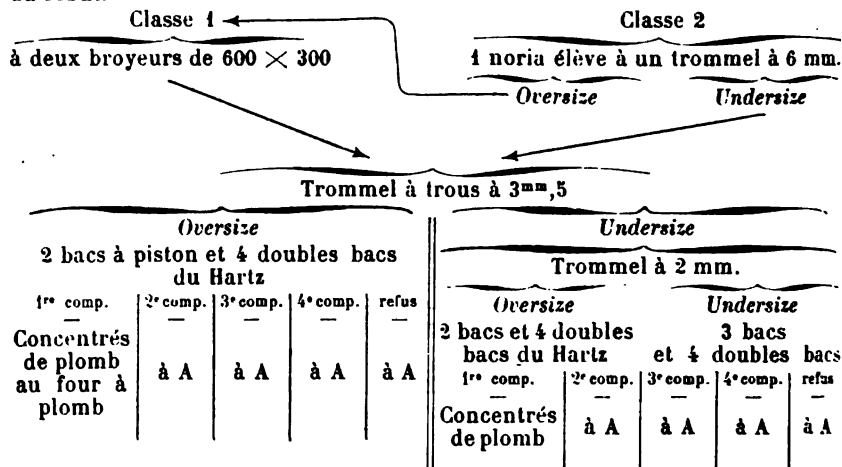 Classe 1
à deux broyeurs de 600 × 300
Classe 2
1 noria élève à un trommel à 6 mm.
Oversize
Undersize
Trommel à trous à 3mm,5
Oversize
2 bacs à piston et 4 doubles bacs
du Hartz
1re comp. 2e comp. 3e comp. 4e comp. refus
Concentrés
de plomb
au four à
plomb
à A à A à A à A
Undersize
Trommel à 2 mm.
Oversize
2 bacs et 4 doubles
bacs du Hartz
Undersize
3 bacs
et 4 doubles bacs
1re comp. 2e comp. 3e comp. 4e comp. refus
Concentrés
de plomb
à A à A à A à A